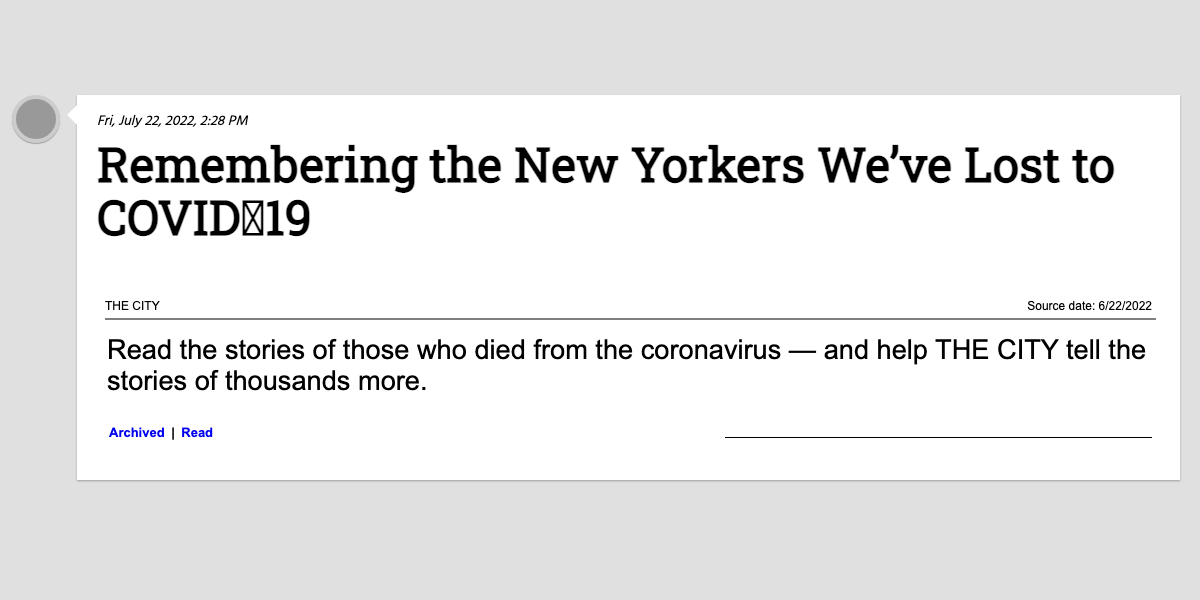 Fri, July 22, 2022, 2:28 PM
Remembering the New Yorkers We’ve Lost to
COVID☒19
THE CITY
Source date: 6/22/2022
Read the stories of those who died from the coronavirus — and help THE CITY tell the
stories of thousands more.
Archived | Read